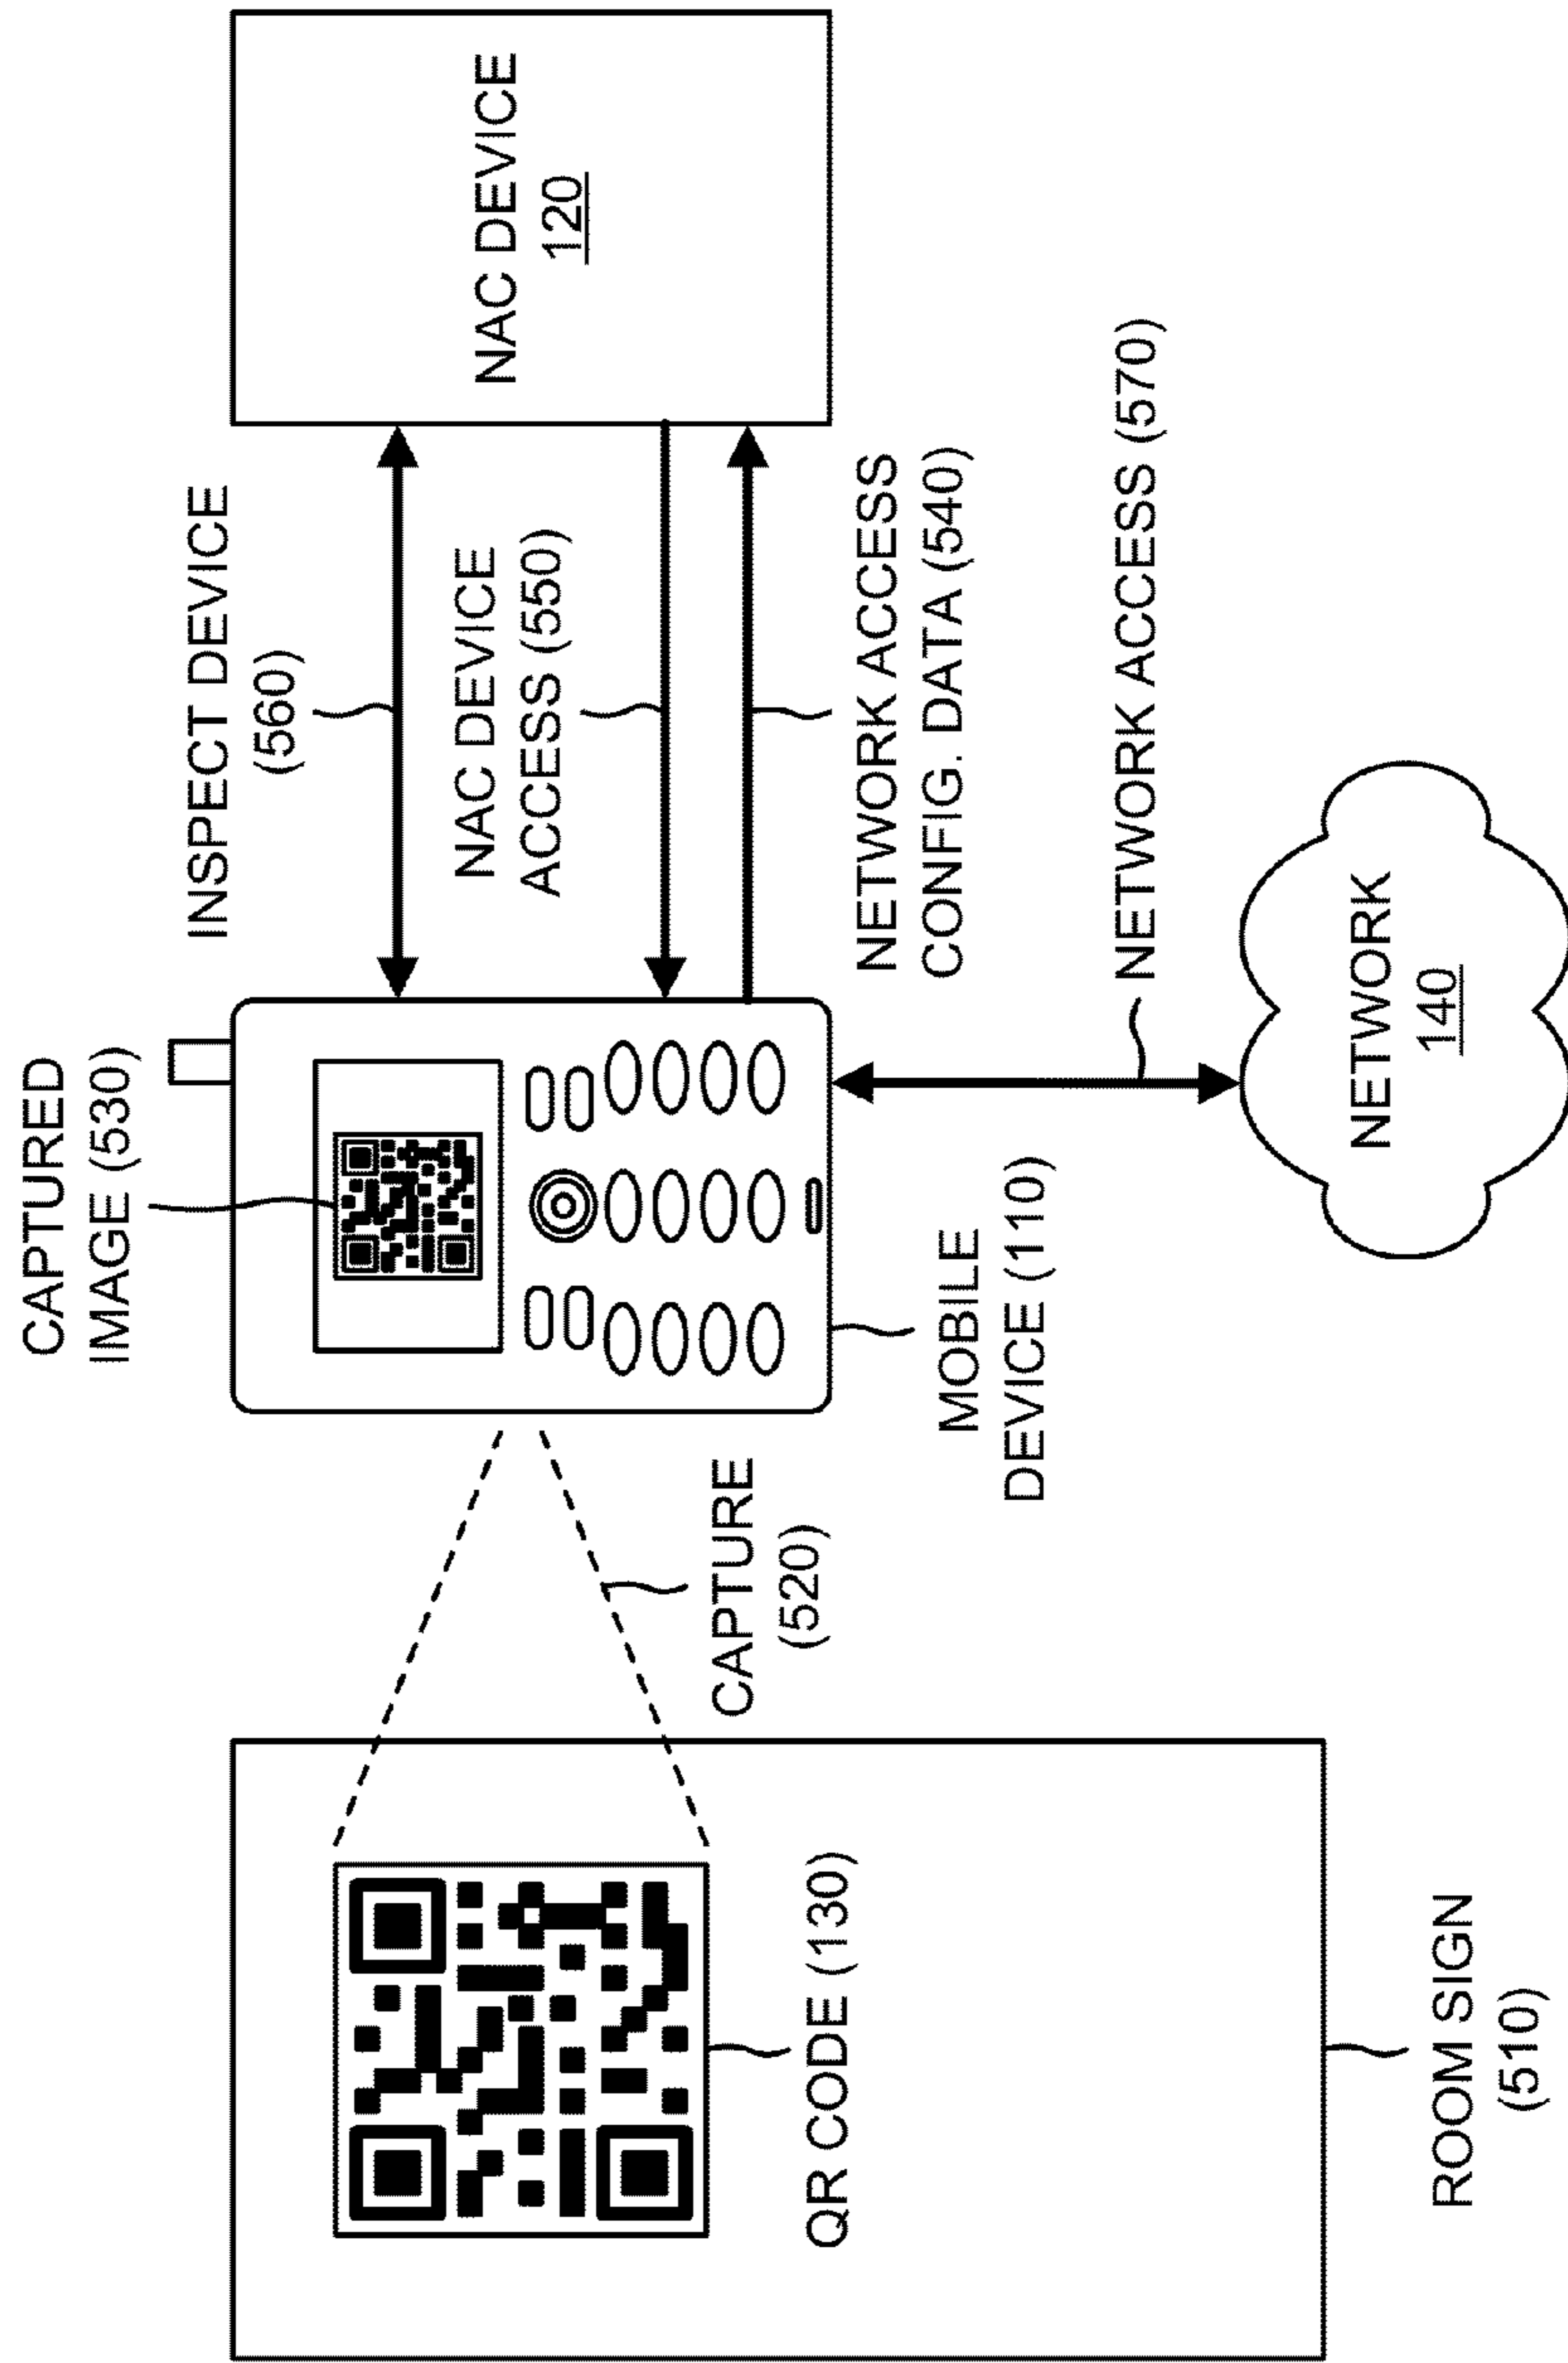 CAPTURED
IMAGE (530)
INSPECT DEVICE
(560)
NAC DEVICE
120
NAC DEVICE
ACCESS (550)
NETWORK ACCESS
CONFIG. DATA (540)
CAPTURE
(520)
QR CODE (130)
MOBILE
DEVICE (110)
NETWORK ACCESS (570)
NETWORK
140
ROOM SIGN
(510)